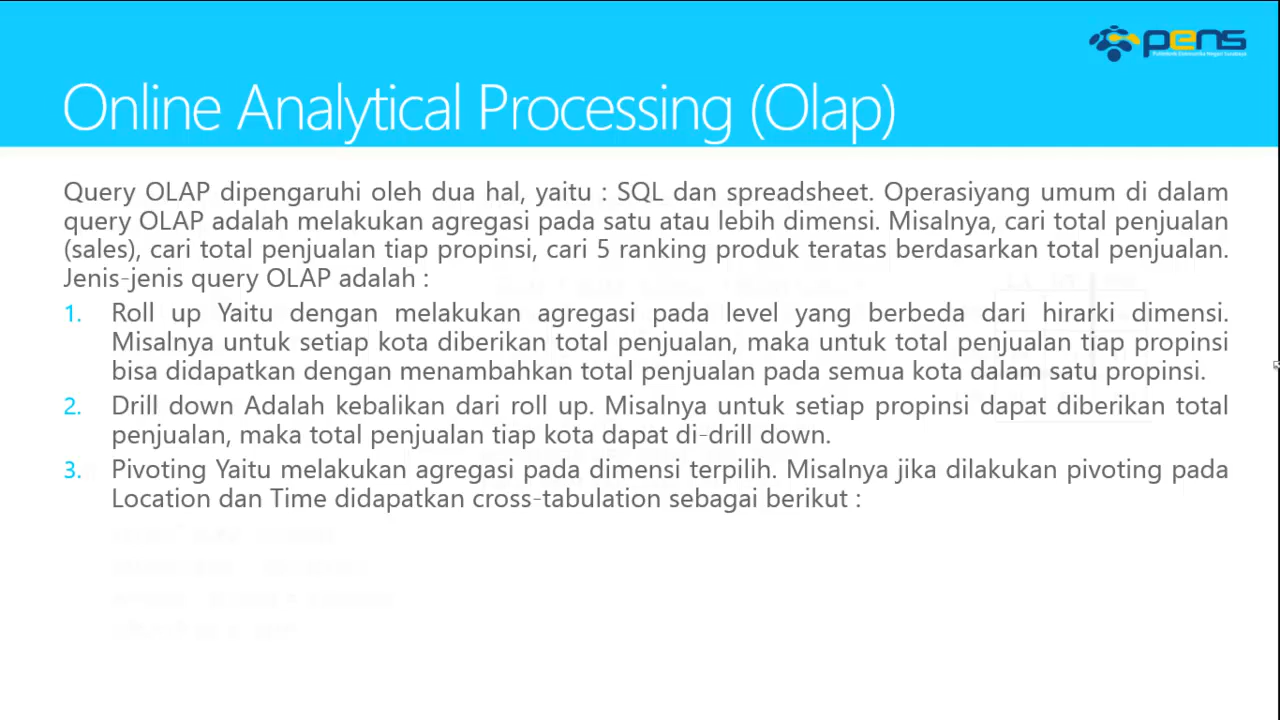 pens
Politeknik Elektronika Negeri Surabaya
Online Analytical Processing (Olap)
Query OLAP dipengaruhi oleh dua hal, yaitu : SQL dan spreadsheet. Operasiyang umum di dalam
query OLAP adalah melakukan agregasi pada satu atau lebih dimensi. Misalnya, cari total penjualan
(sales), cari total penjualan tiap propinsi, cari 5 ranking produk teratas berdasarkan total penjualan.
Jenis-jenis query OLAP adalah :
1. Roll up Yaitu dengan melakukan agregasi pada level yang berbeda dari hirarki dimensi.
Misalnya untuk setiap kota diberikan total penjualan, maka untuk total penjualan tiap propinsi
bisa didapatkan dengan menambahkan total penjualan pada semua kota dalam satu propinsi.
2. Drill down Adalah kebalikan dari roll up. Misalnya untuk setiap propinsi dapat diberikan total
penjualan, maka total penjualan tiap kota dapat di-drill down.
3. Pivoting Yaitu melakukan agregasi pada dimensi terpilih. Misalnya jika dilakukan pivoting pada
Location dan Time didapatkan cross-tabulation sebagai berikut :